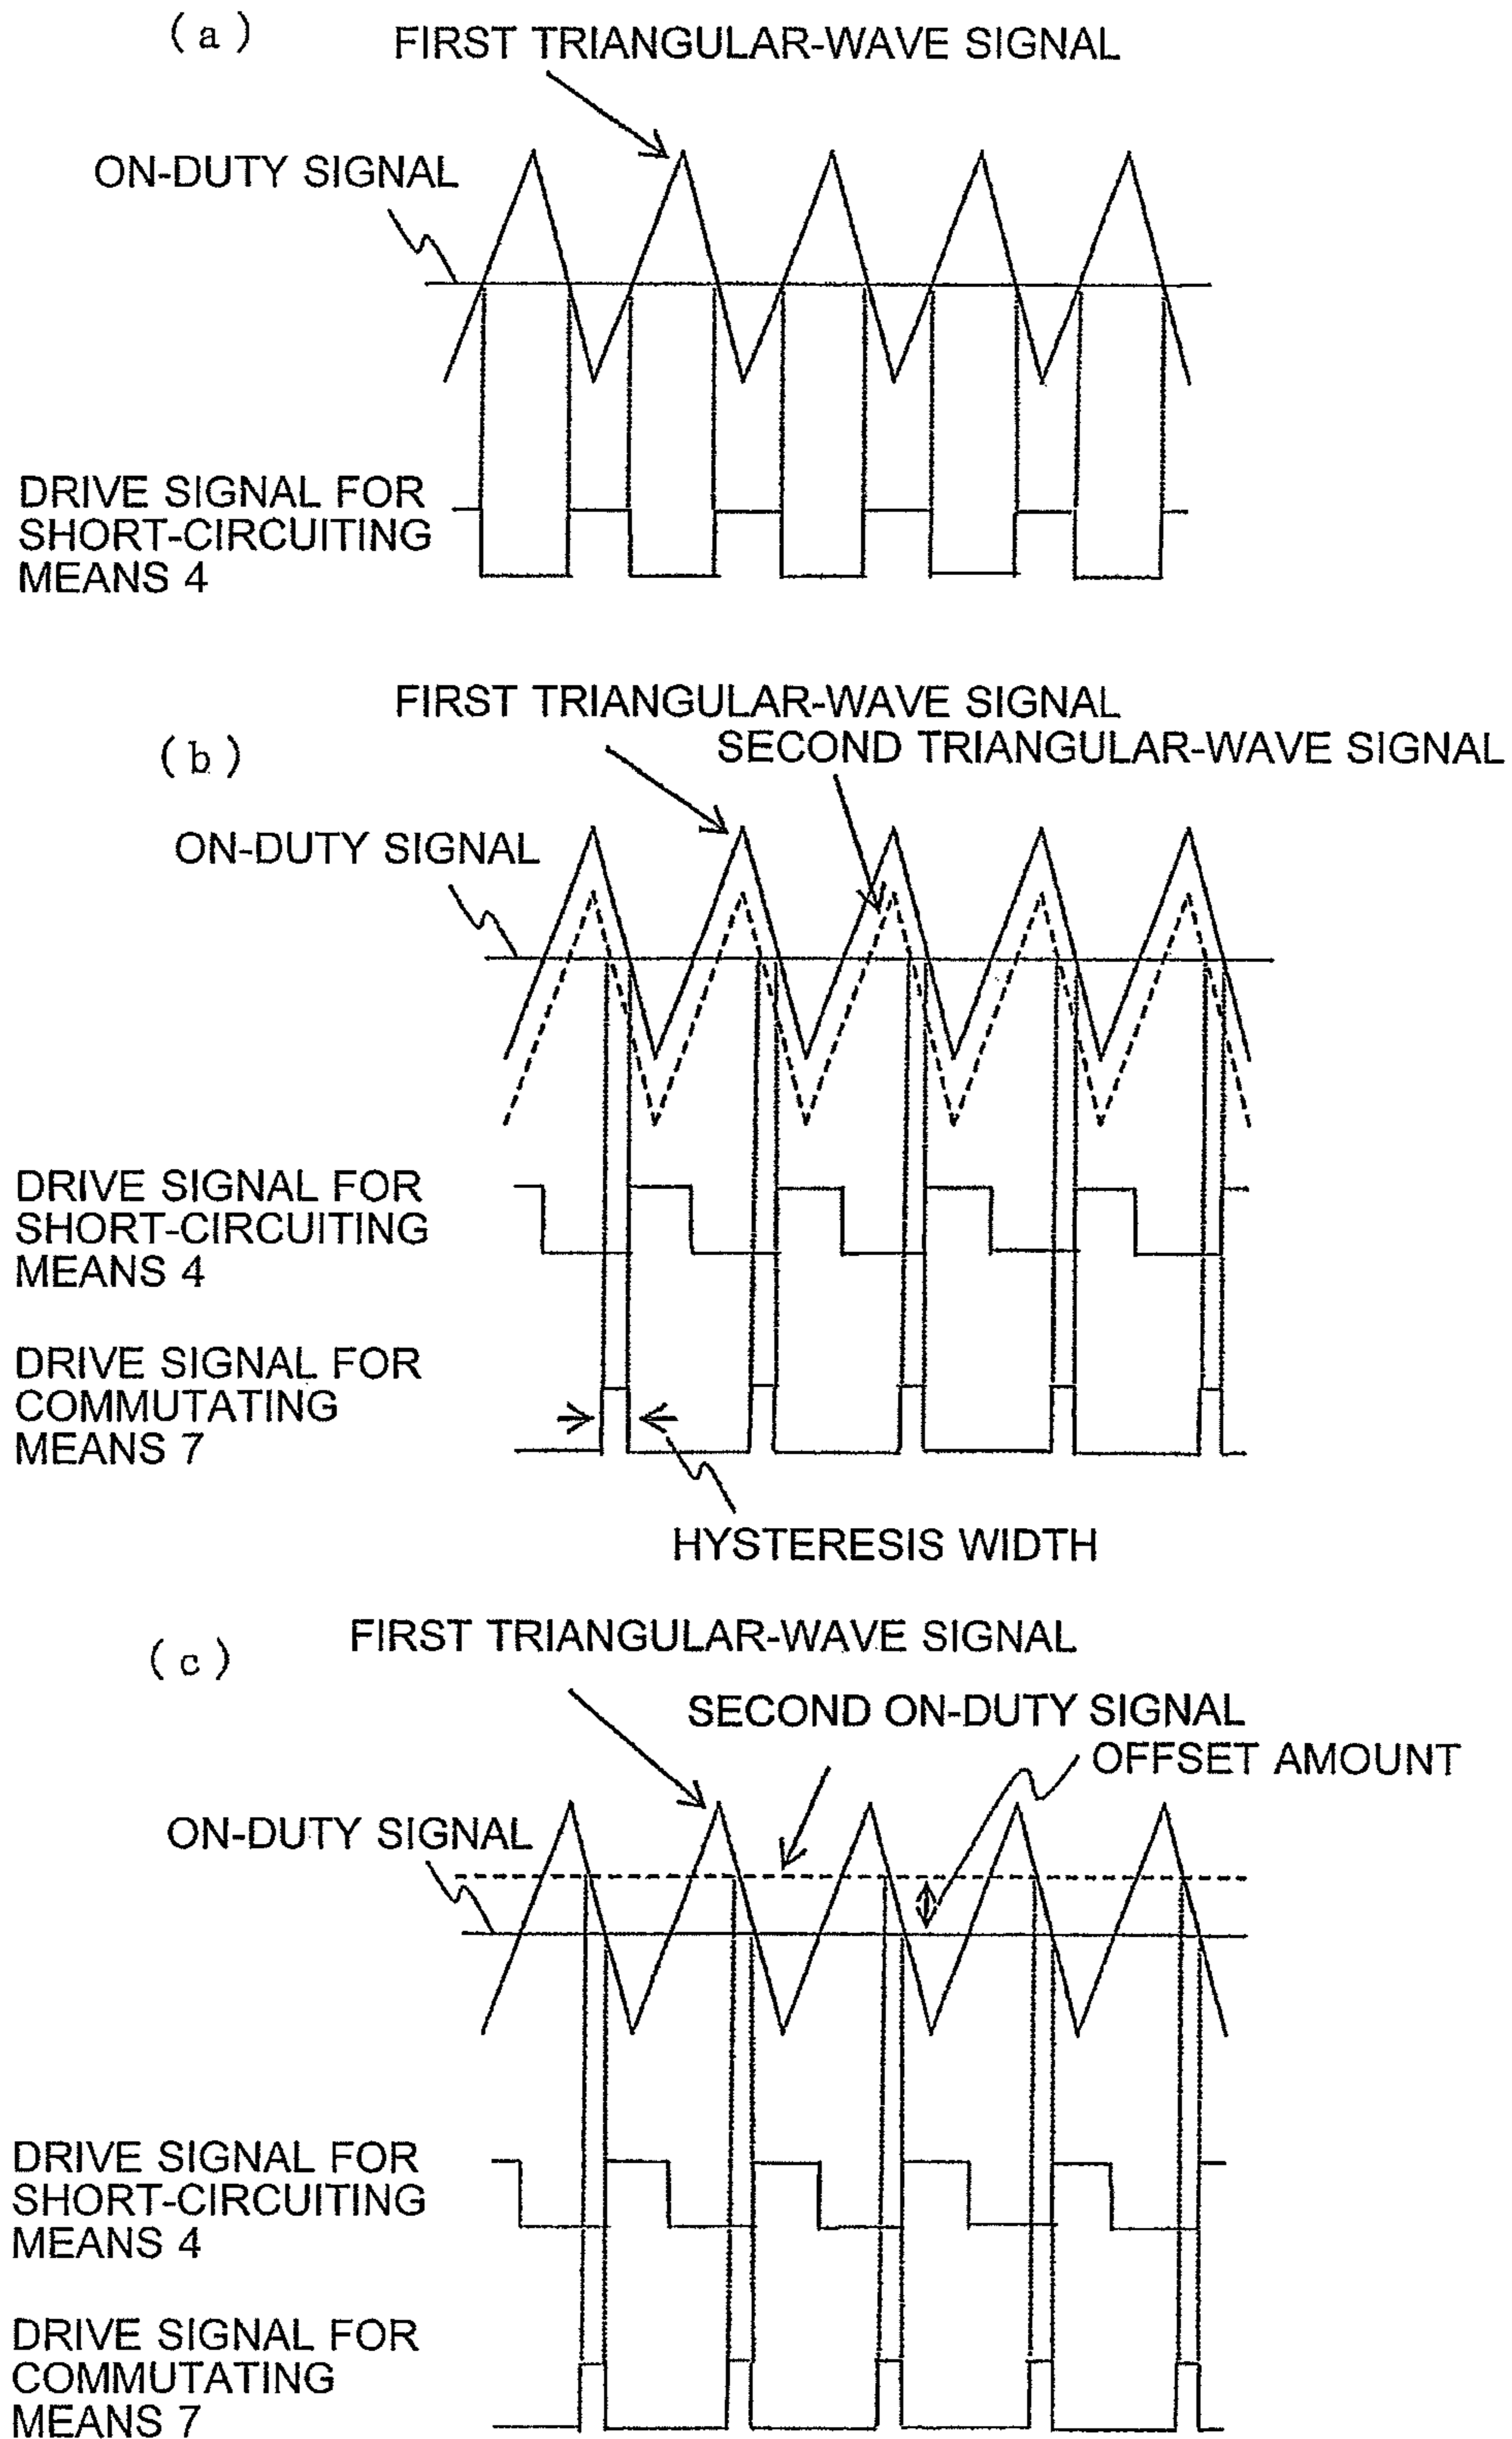 (a)
FIRST TRIANGULAR-WAVE SIGNAL
ON-DUTY SIGNAL
DRIVE SIGNAL FOR
SHORT-CIRCUITING
MEANS 4
FIRST TRIANGULAR-WAVE SIGNAL
(b)
SECOND TRIANGULAR-WAVE SIGNAL
ON-DUTY SIGNAL
DRIVE SIGNAL FOR
SHORT-CIRCUITING
MEANS 4
DRIVE SIGNAL FOR
COMMUTATING
MEANS 7
HYSTERESIS WIDTH
FIRST TRIANGULAR-WAVE SIGNAL
(c)
SECOND ON-DUTY SIGNAL
OFFSET AMOUNT
ON-DUTY SIGNAL
DRIVE SIGNAL FOR
SHORT-CIRCUITING
MEANS 4
DRIVE SIGNAL FOR
COMMUTATING
MEANS 7